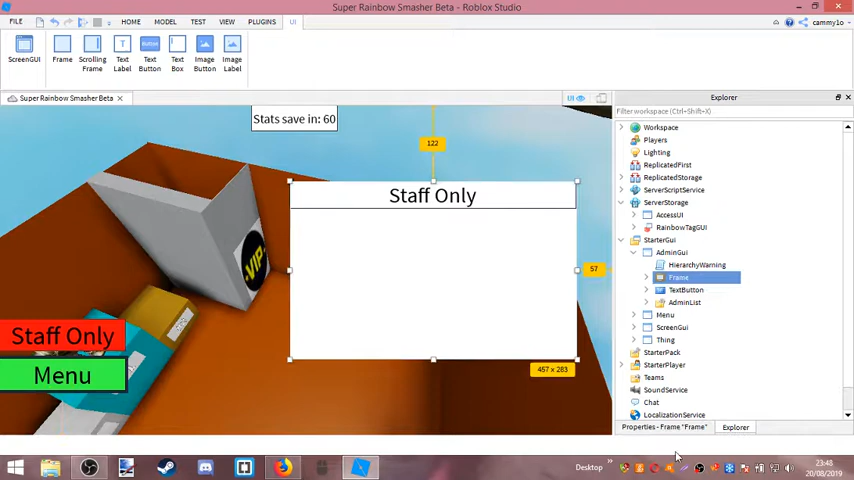 Super Rainbow Smasher Beta - Roblox Studio
FILE
HOME
MODEL
TEST
VIEW
PLUGINS
UI
cammy1o
ScreenGUI
Frame
Scrolling Frame
Text Label
Button
Text Button
Text Box
Image Button
Image Label
Super Rainbow Smasher Beta
UI
Explorer
Filter workspace (Ctrl+Shift+X)
Stats save in: 60
122
Staff Only
57
457 x 283
-VIP-
Staff Only
Menu
Workspace
Players
Lighting
ReplicatedFirst
ReplicatedStorage
ServerScriptService
ServerStorage
AccessUI
RainbowTagGUI
StarterGui
AdminGui
HierarchyWarning
Frame
TextButton
AdminList
Menu
ScreenGui
Thing
StarterPack
StarterPlayer
Teams
SoundService
Chat
LocalizationService
Properties - Frame "Frame"
Explorer
Desktop
23:48
20/08/2019